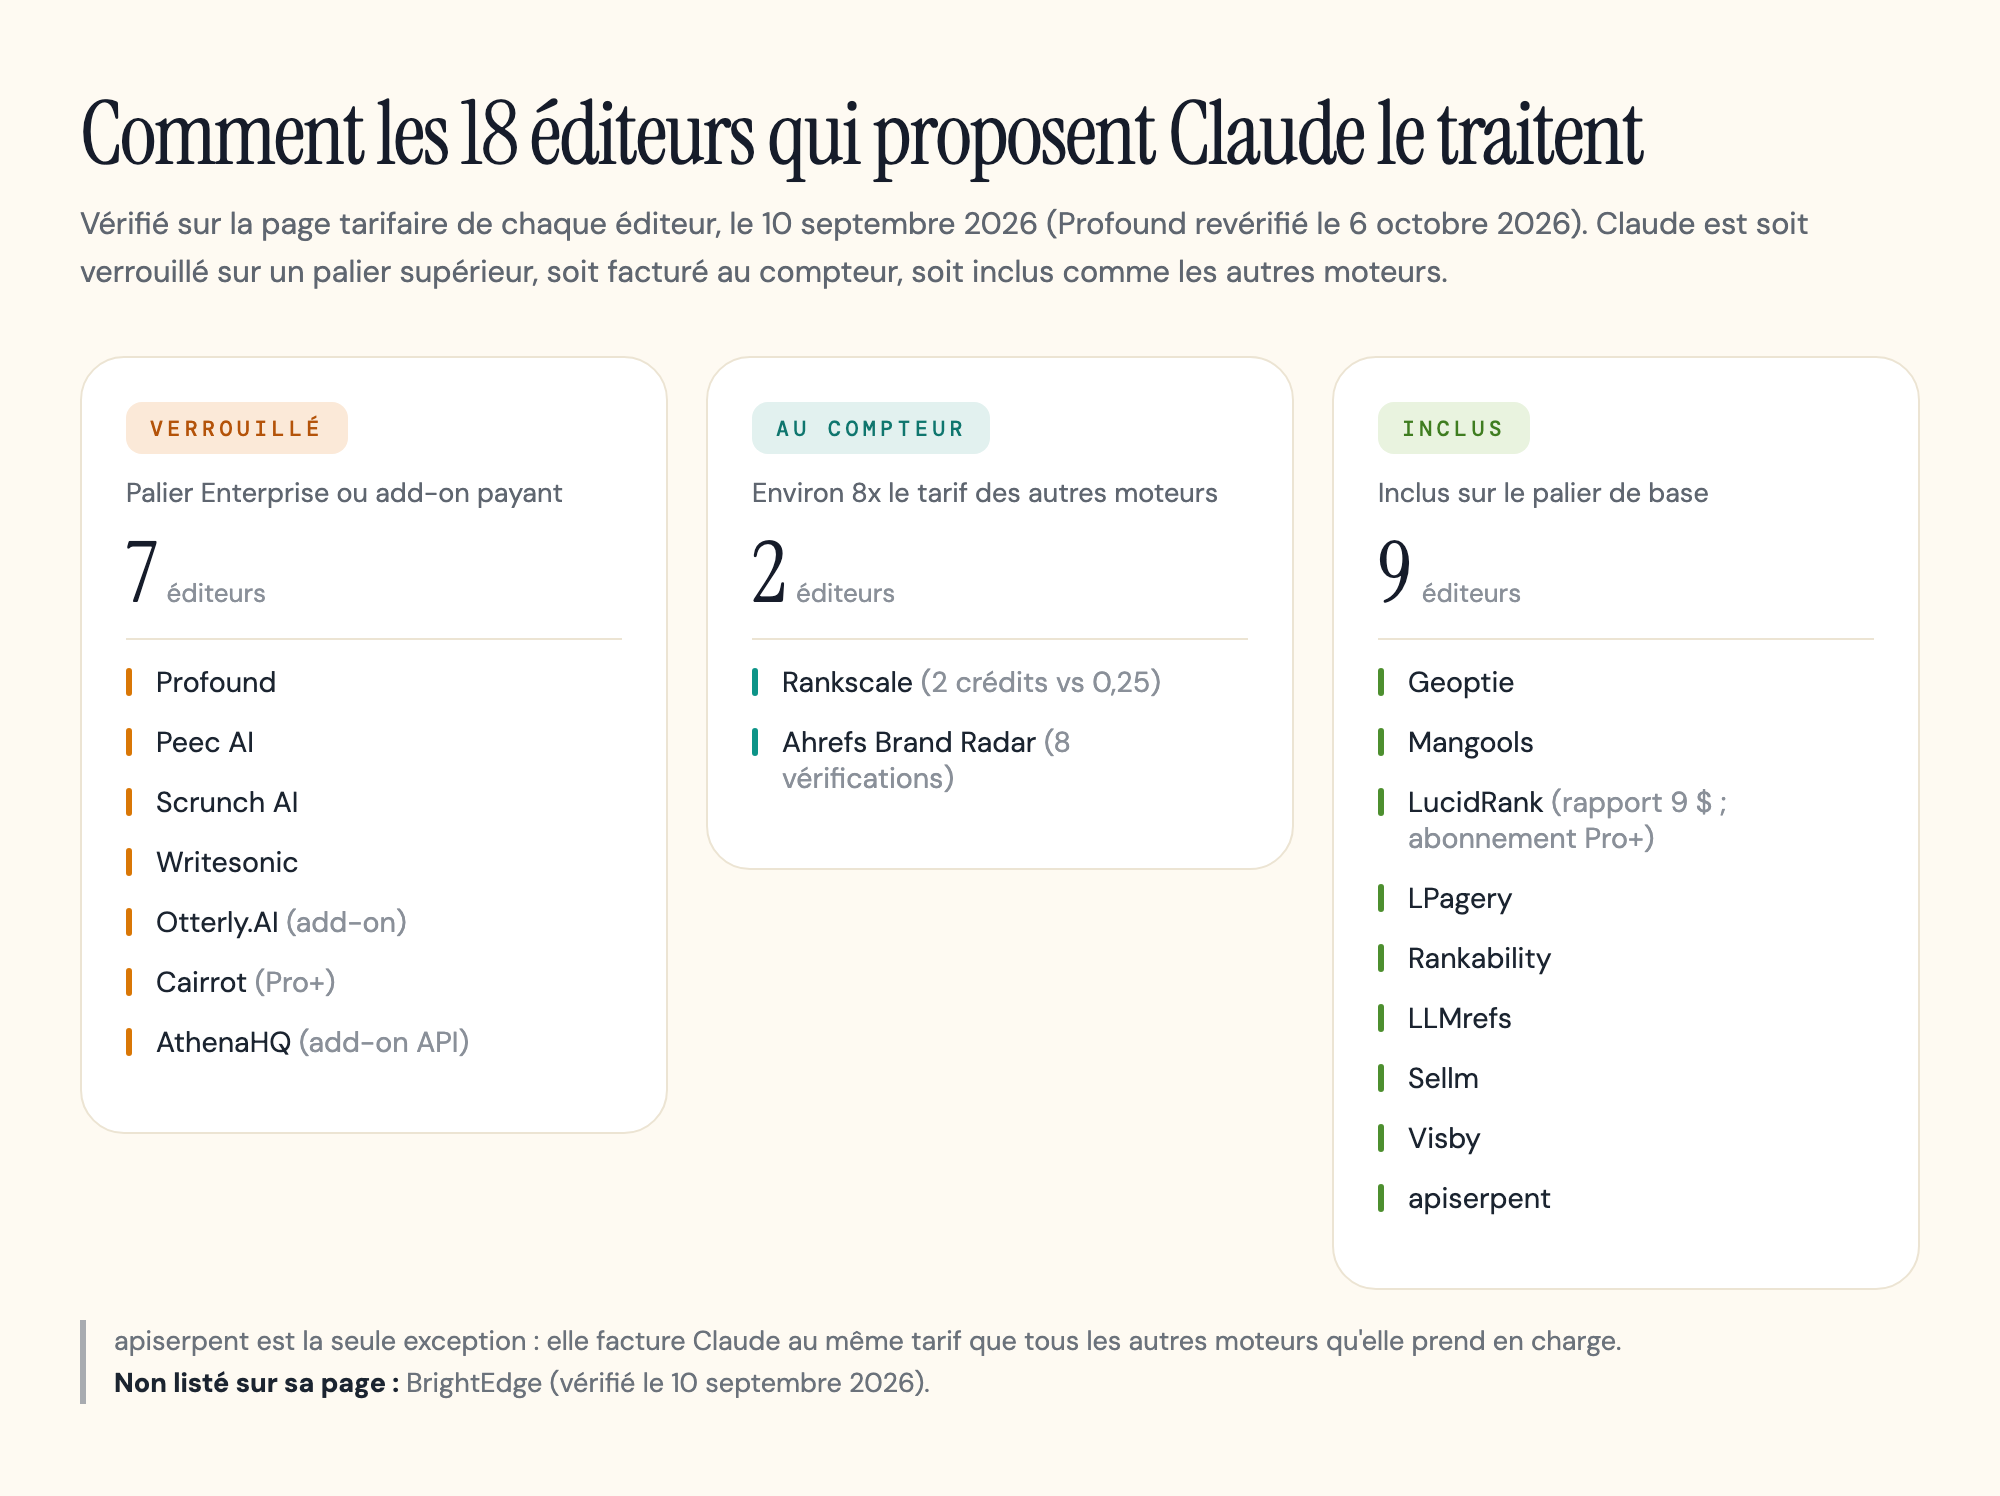 Comment les 18 éditeurs qui proposent Claude le traitent
Vérifié sur la page tarifaire de chaque éditeur, le 10 septembre 2026 (Profound revérifié le 6 octobre 2026). Claude est soit
verrouillé sur un palier supérieur, soit facturé au compteur, soit inclus comme les autres moteurs.
VERROUILLÉ
Palier Enterprise ou add-on payant
7 éditeurs
Profound
Peec AI
Scrunch AI
Writesonic
Otterly.AI (add-on)
Cairrot (Pro+)
AthenaHQ (add-on API)
AU COMPTEUR
Environ 8x le tarif des autres moteurs
2 éditeurs
Rankscale (2 crédits vs 0,25)
Ahrefs Brand Radar (8
vérifications)
INCLUS
Inclus sur le palier de base
9 éditeurs
Geoptie
Mangools
LucidRank (rapport 9 $ ;
abonnement Pro+)
LPagery
Rankability
LLMrefs
Sellm
Visby
apiserpent
apiserpent est la seule exception : elle facture Claude au même tarif que tous les autres moteurs qu'elle prend en charge.
Non listé sur sa page : BrightEdge (vérifié le 10 septembre 2026).